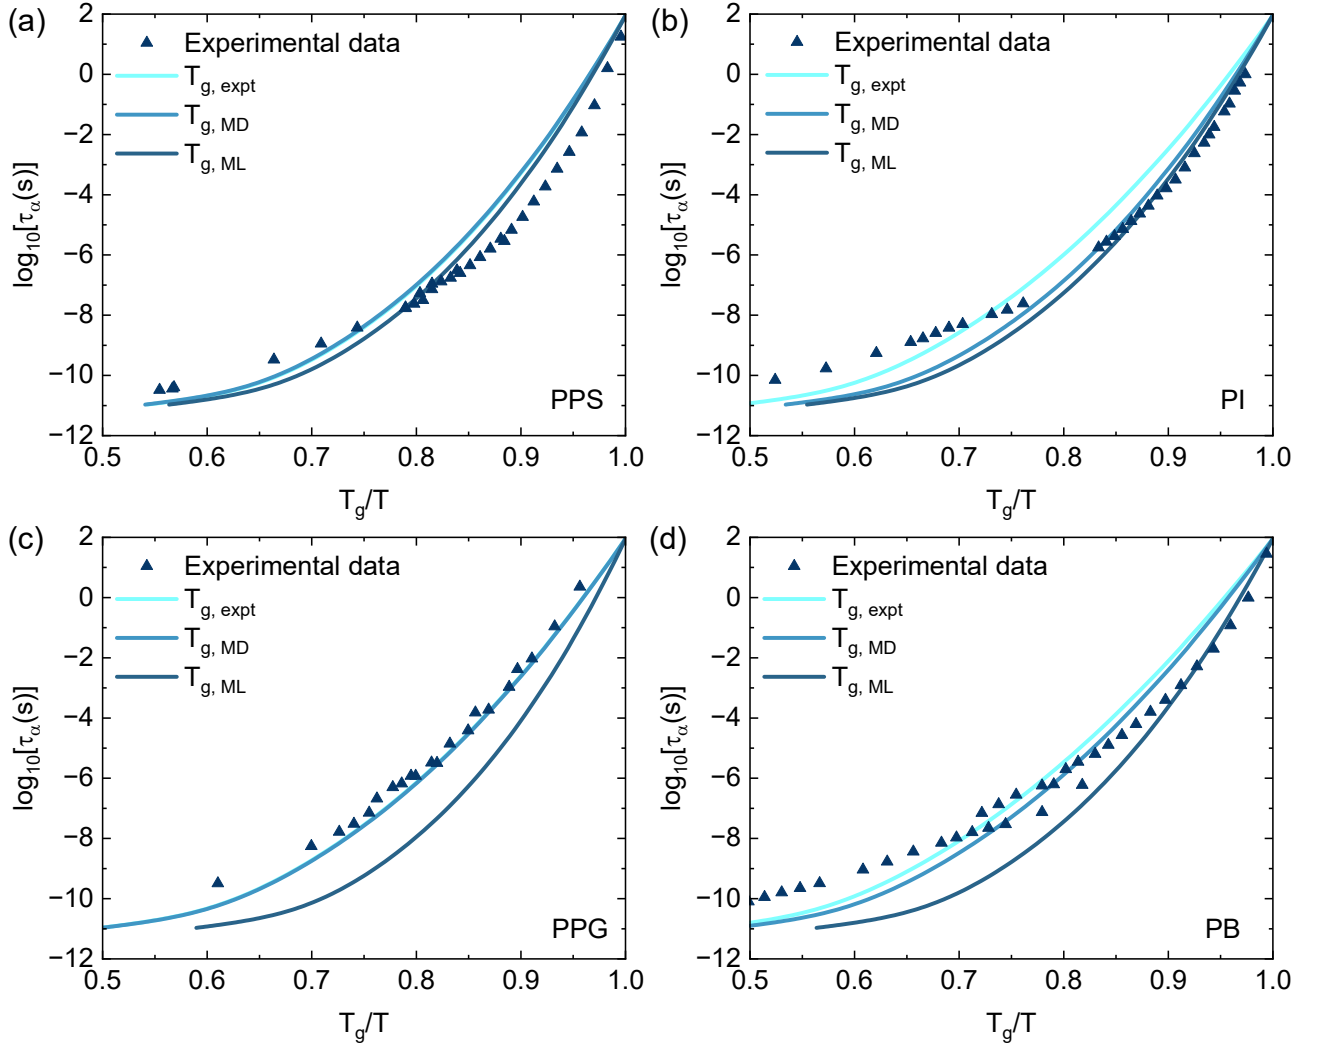 (a)
2
0
−2
−4
−6
−8
−10
−12
log10[τα(s)]
Experimental data
Tg, expt
Tg, MD
Tg, ML
PPS
0.5 0.6 0.7 0.8 0.9 1.0
Tg/T
(b)
2
0
−2
−4
−6
−8
−10
−12
log10[τα(s)]
Experimental data
Tg, expt
Tg, MD
Tg, ML
PI
0.5 0.6 0.7 0.8 0.9 1.0
Tg/T
(c)
2
0
−2
−4
−6
−8
−10
−12
log10[τα(s)]
Experimental data
Tg, expt
Tg, MD
Tg, ML
PPG
0.5 0.6 0.7 0.8 0.9 1.0
Tg/T
(d)
2
0
−2
−4
−6
−8
−10
−12
log10[τα(s)]
Experimental data
Tg, expt
Tg, MD
Tg, ML
PB
0.5 0.6 0.7 0.8 0.9 1.0
Tg/T